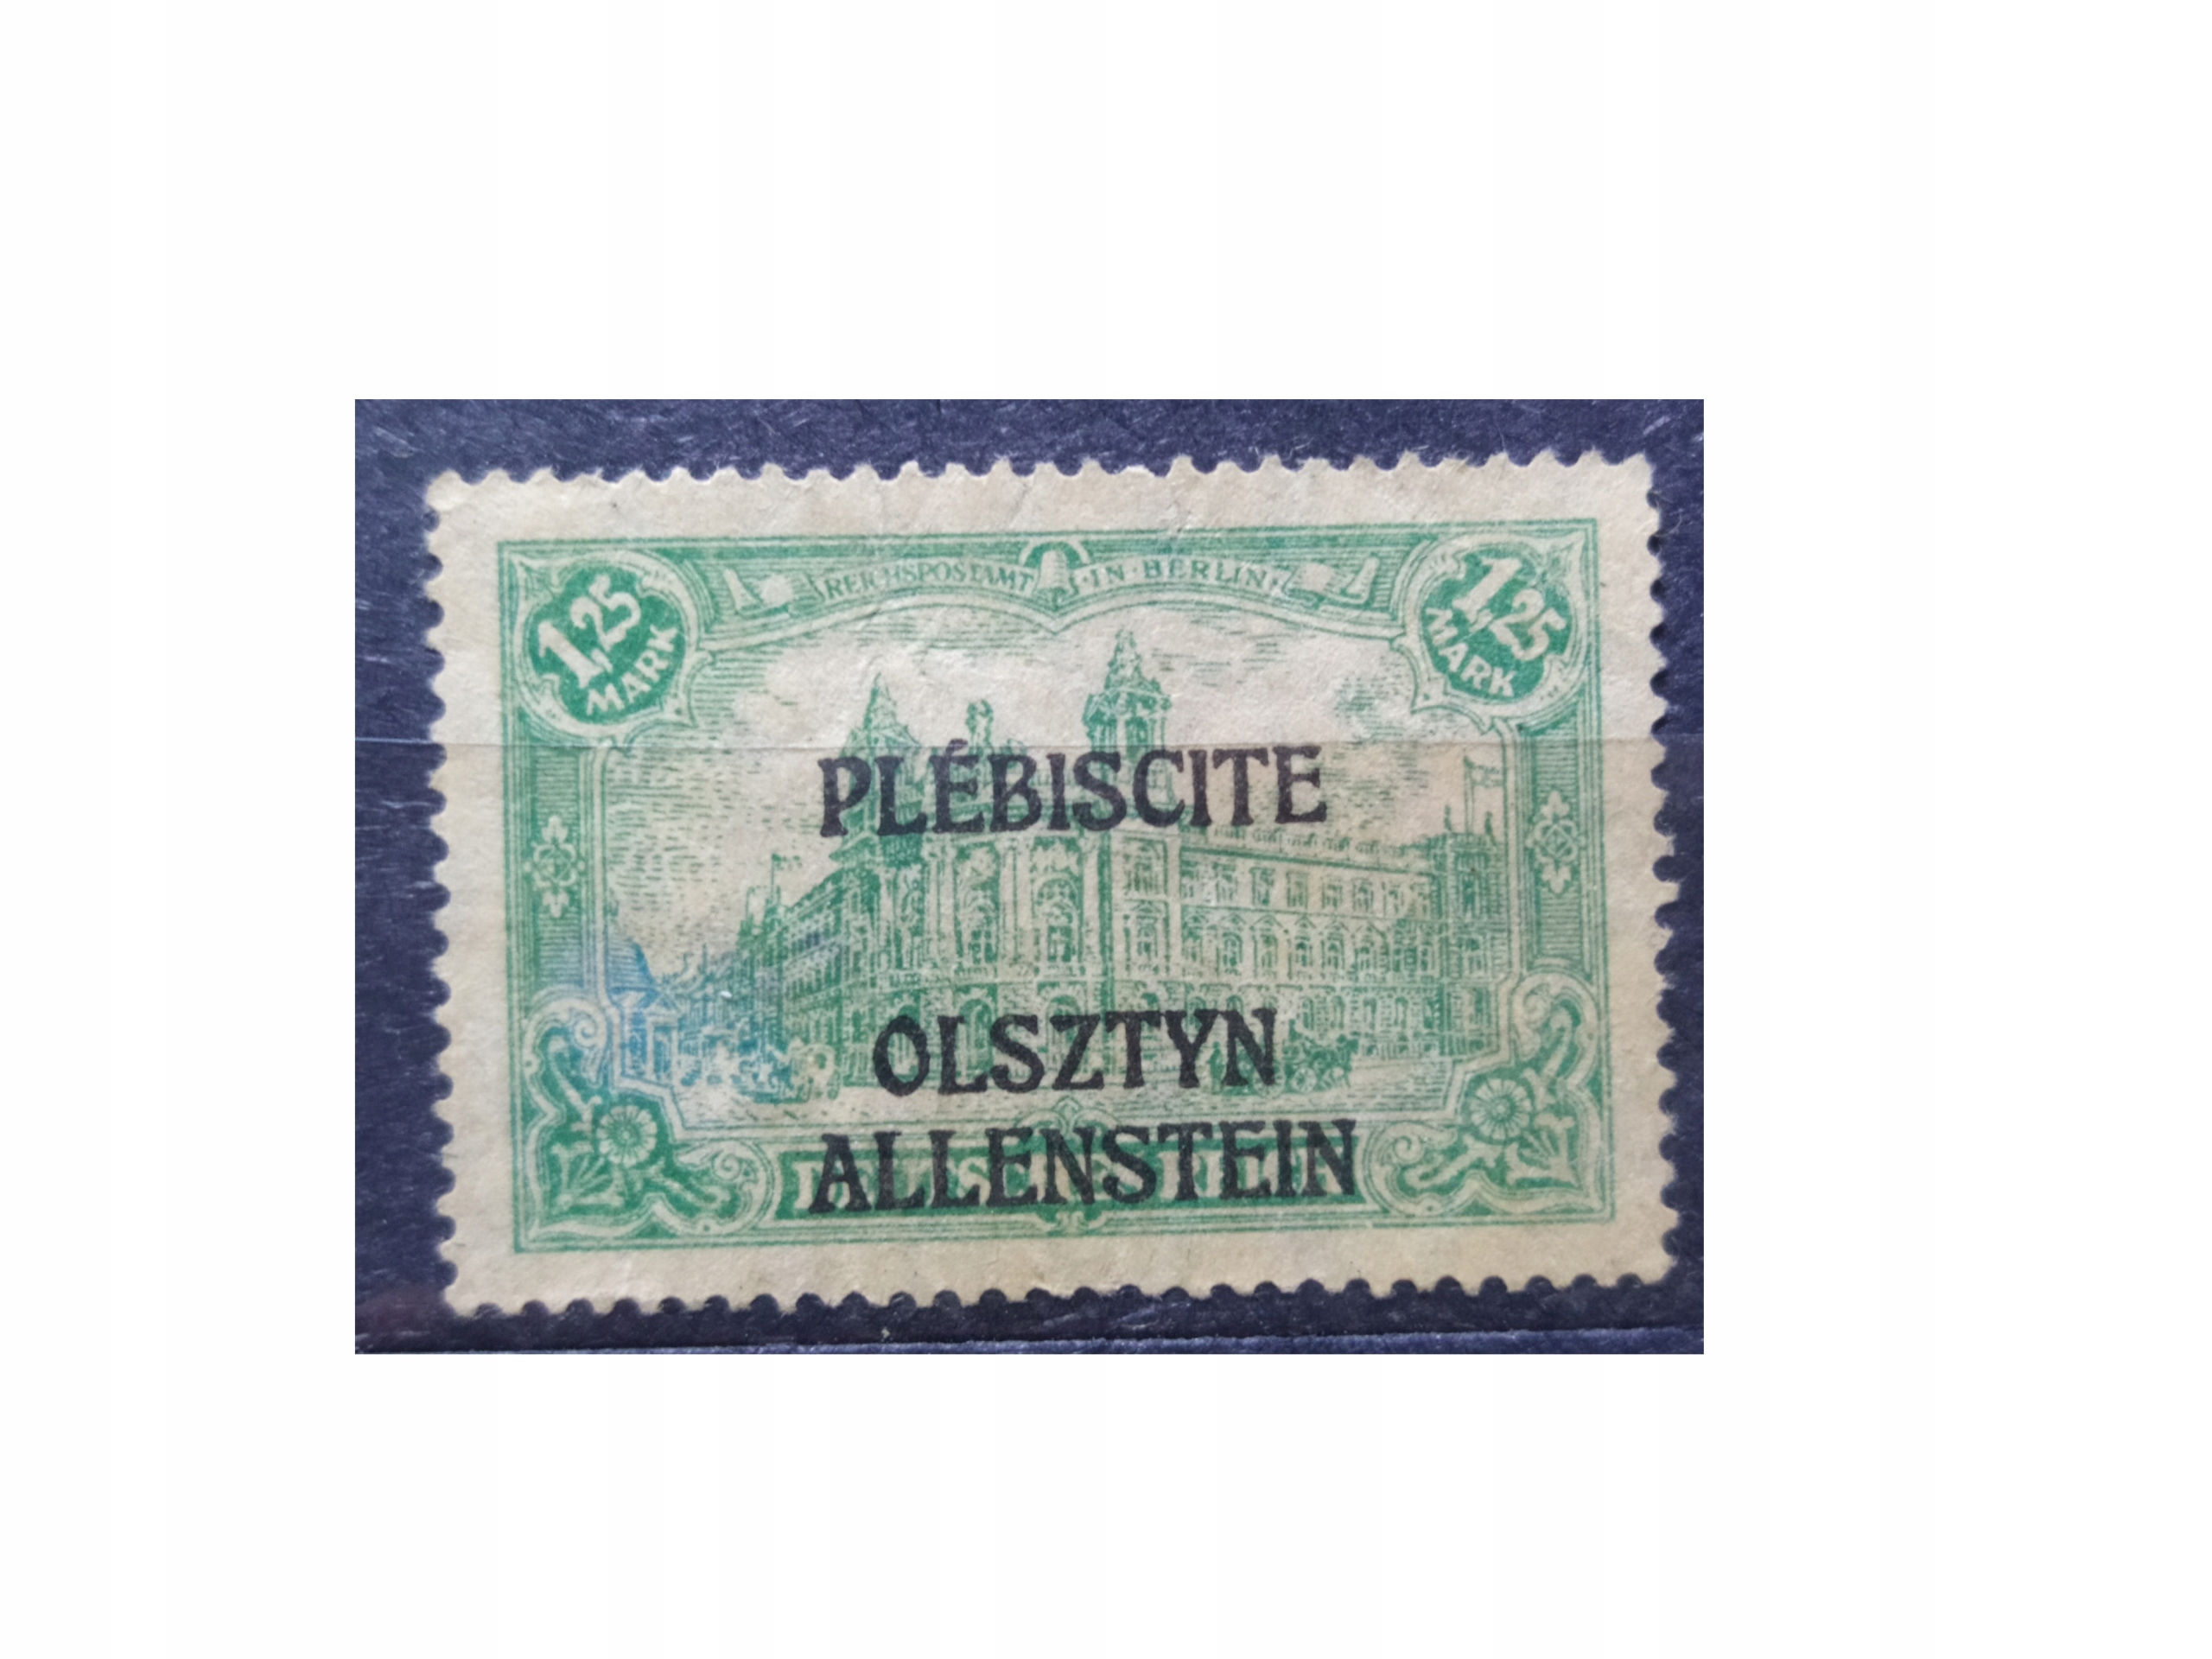 REICHSPOSTAMT · IN · BERLIN
1,25
MARK
1,25
MARK
PLÉBISCITE
OLSZTYN
ALLENSTEIN